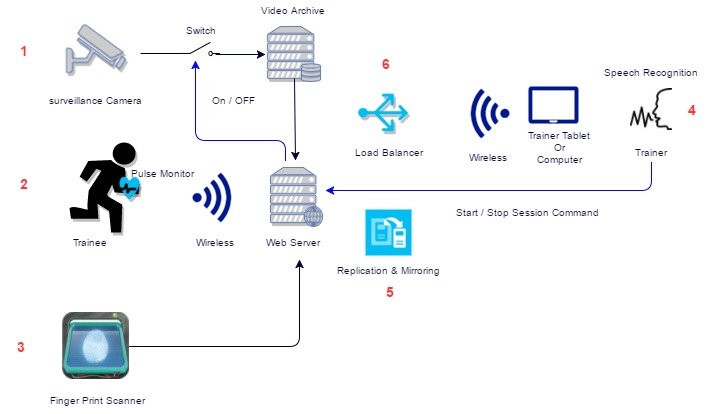 Video Archive
Switch
1
6
Speech Recognition
surveillance Camera
On / OFF
4
Load Balancer
Wireless
Trainer Tablet
Or
Computer
Trainer
2
Pulse Monitor
Trainee
Wireless
Web Server
Start / Stop Session Command
Replication & Mirroring
5
3
Finger Print Scanner